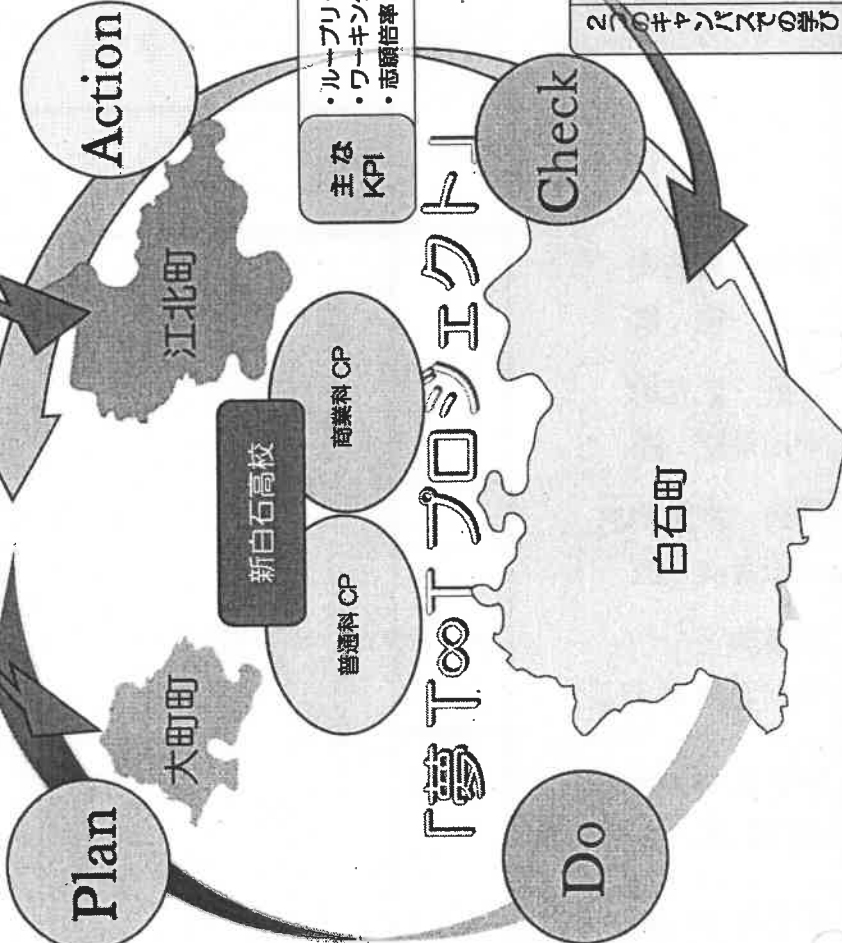 Plan
Action
大町町
江北町
新白石高校
普通科 CP
商業科 CP
主な
KPI
・ルーブリッ
・ワーキング
・志願倍率
「夢 T∞T プロジェクト」
Do
Check
白石町
2つのキャンパスでの学び